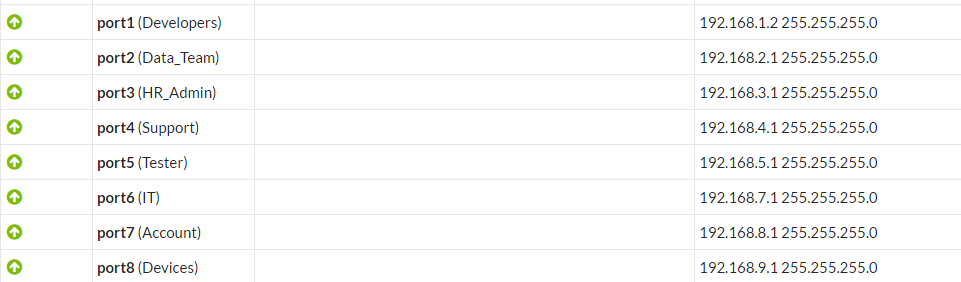 port1 (Developers) 192.168.1.2 255.255.255.0
port2 (Data_Team) 192.168.2.1 255.255.255.0
port3 (HR_Admin) 192.168.3.1 255.255.255.0
port4 (Support) 192.168.4.1 255.255.255.0
port5 (Tester) 192.168.5.1 255.255.255.0
port6 (IT) 192.168.7.1 255.255.255.0
port7 (Account) 192.168.8.1 255.255.255.0
port8 (Devices) 192.168.9.1 255.255.255.0